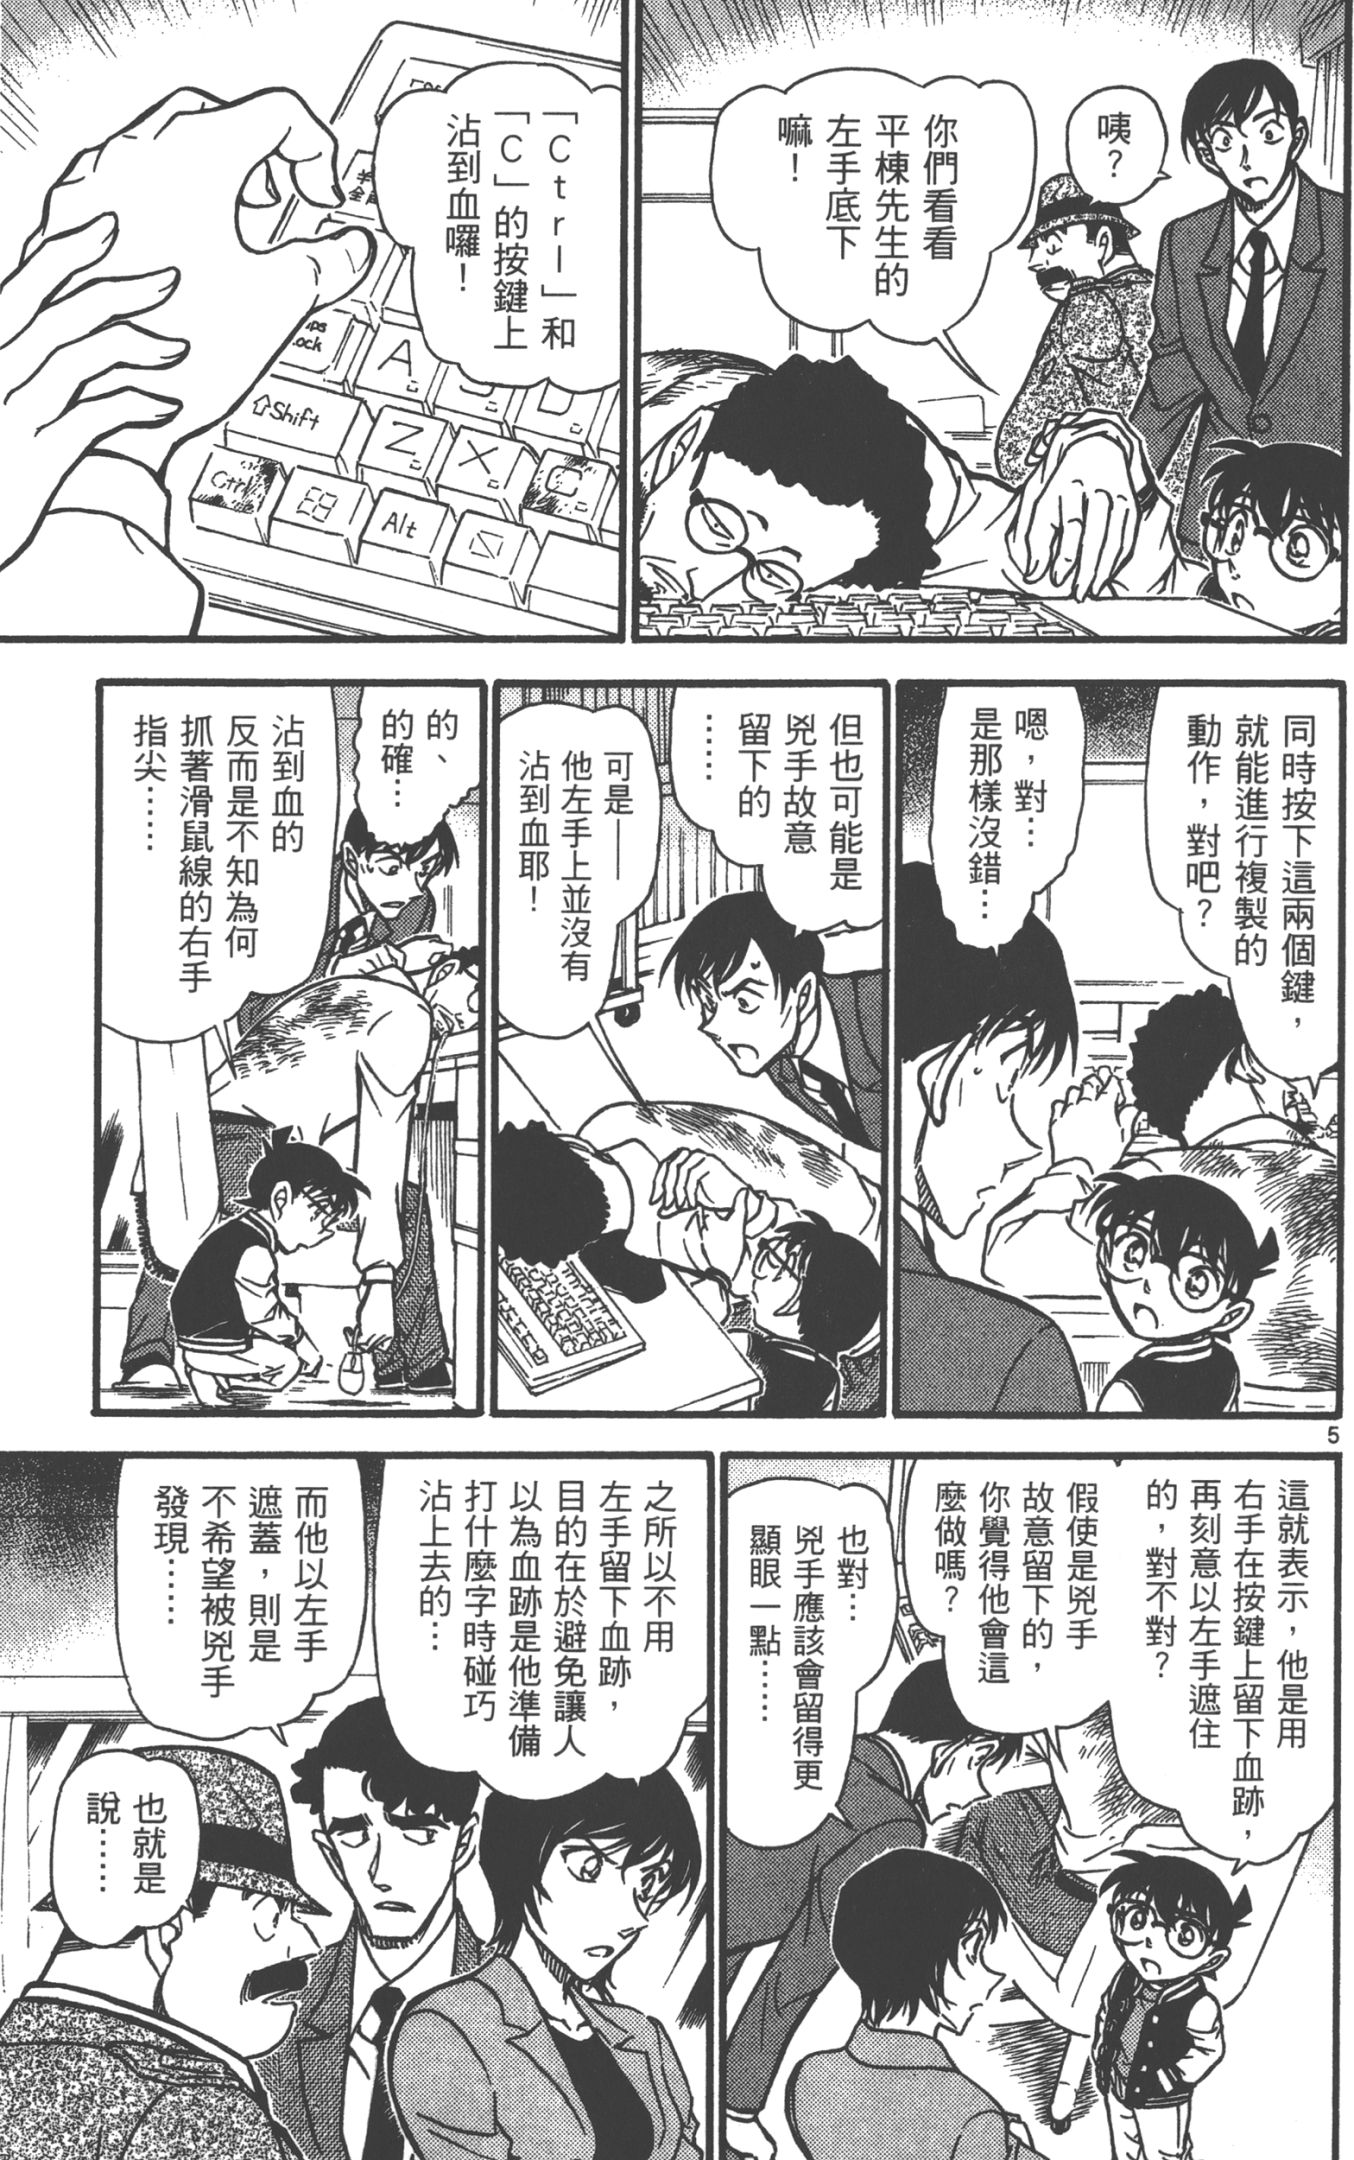 咦？
你們看看
平棟先生的
左手底下
嘛！
「Ctrl」和
「C」的按鍵上
沾到血囉！
半
全
Caps
Lock
A
⇧Shift
Z
X
C
Ctrl
Alt
同時按下這兩個鍵，
就能進行複製的
動作，對吧？
嗯，對…
是那樣沒錯…
但也可能是
兇手故意
留下的
……
可是——
他左手上並沒有
沾到血耶！
的、
的確…
沾到血的
反而是不知為何
抓著滑鼠線的右手
指尖……
5
這就表示，他是用
右手在按鍵上留下血跡，
再刻意以左手遮住
的，對不對？
假使是兇手
故意留下的，
你覺得他會這
麼做嗎？
也對…
兇手應該會留得更
顯眼一點……
之所以不用
左手留下血跡，
目的在於避免讓人
以為血跡是他準備
打什麼字時碰巧
沾上去的…
而他以左手
遮蓋，則是
不希望被兇手
發現……
也就是
說……